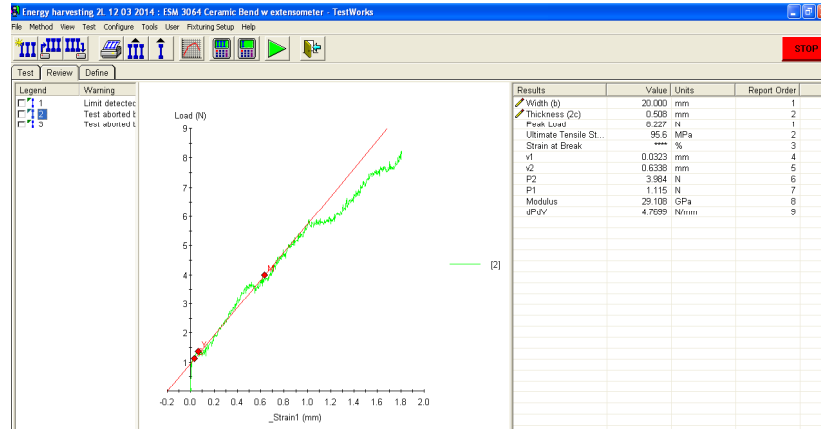 Energy harvesting 2L 12 03 2014 : ESM 3064 Ceramic Bend w extensometer - TestWorks
File Method View Test Configure Tools User Fixturing Setup Help
STOP
Test Review Define
Legend Warning
1 Limit detectec
2 Test aborted b
3 Test aborted b
Load (N)
9
8
7
6
5
4
3
2
1
M
Y
-0.2 0.0 0.2 0.4 0.6 0.8 1.0 1.2 1.4 1.6 1.8 2.0
_Strain1 (mm)
[2]
Results Value Units Report Order
Width (b) 20.000 mm 1
Thickness (2c) 0.508 mm 2
Peak Load 8.227 N 1
Ultimate Tensile St... 95.6 MPa 2
Strain at Break **** % 3
v1 0.0323 mm 4
v2 0.6338 mm 5
P2 3.984 N 6
P1 1.115 N 7
Modulus 29.108 GPa 8
dPdV 4.7699 N/mm 9